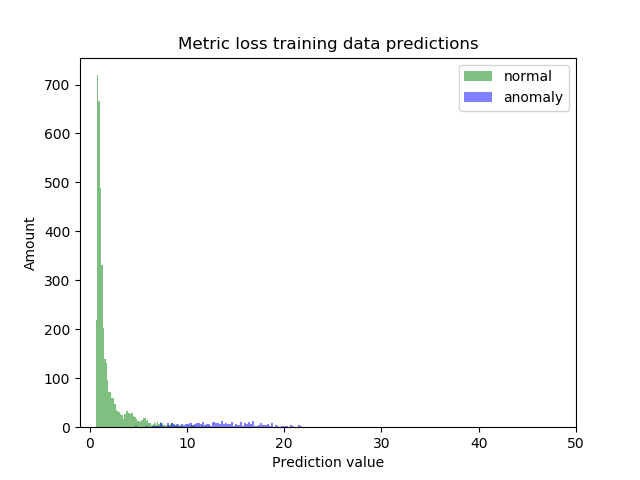 Metric loss training data predictions
normal
anomaly
700
600
500
400
300
200
100
0
Amount
0 10 20 30 40 50
Prediction value